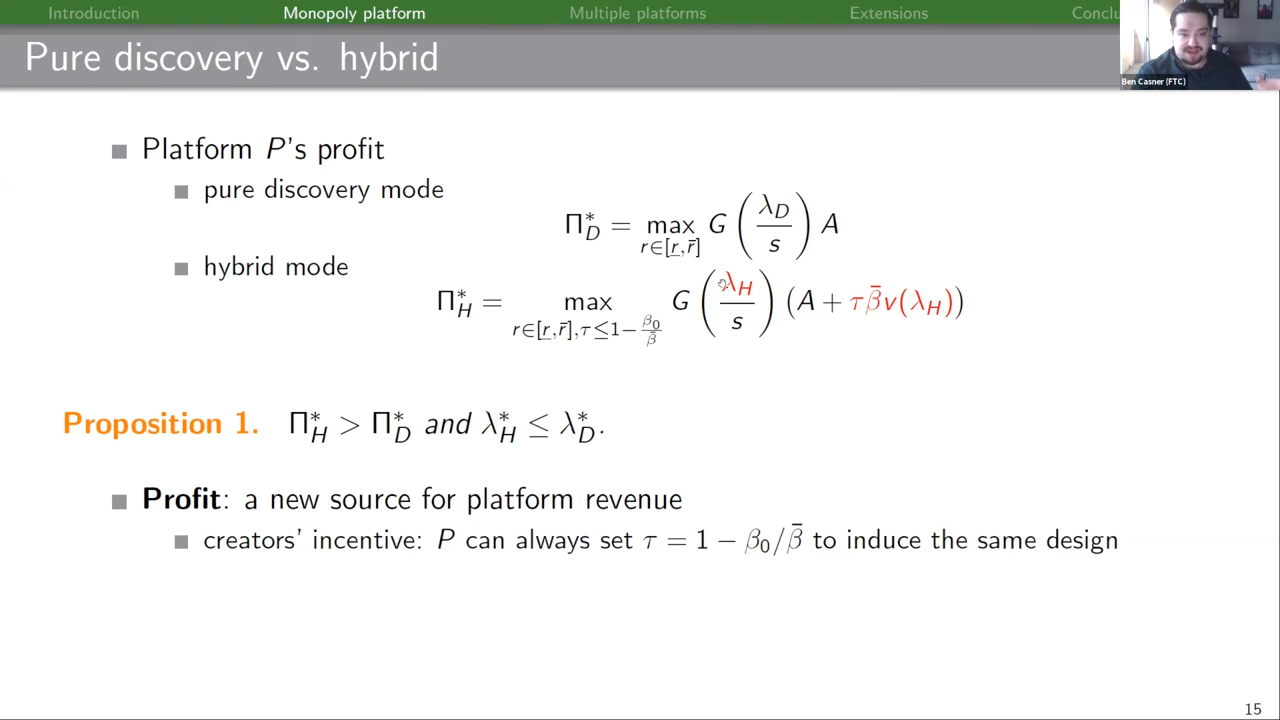 Introduction Monopoly platform Multiple platforms Extensions Conclu
Pure discovery vs. hybrid
Ben Casner (FTC)
■ Platform P's profit
■ pure discovery mode
Π*_D = max_{r∈[r̲,r̄]} G(λ_D/s) A
■ hybrid mode
Π*_H = max_{r∈[r̲,r̄],τ≤1−β₀/β̄} G(λ_H/s) (A + τβ̄v(λ_H))
Proposition 1. Π*_H > Π*_D and λ*_H ≤ λ*_D.
■ Profit: a new source for platform revenue
■ creators' incentive: P can always set τ = 1 − β₀/β̄ to induce the same design
15